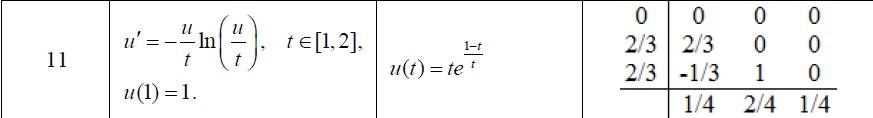 11
u′ = −u/t ln(u/t), t∈[1,2],
u(1) = 1.
u(t) = te^((1−t)/t)
0 0 0 0
2/3 2/3 0 0
2/3 -1/3 1 0
1/4 2/4 1/4